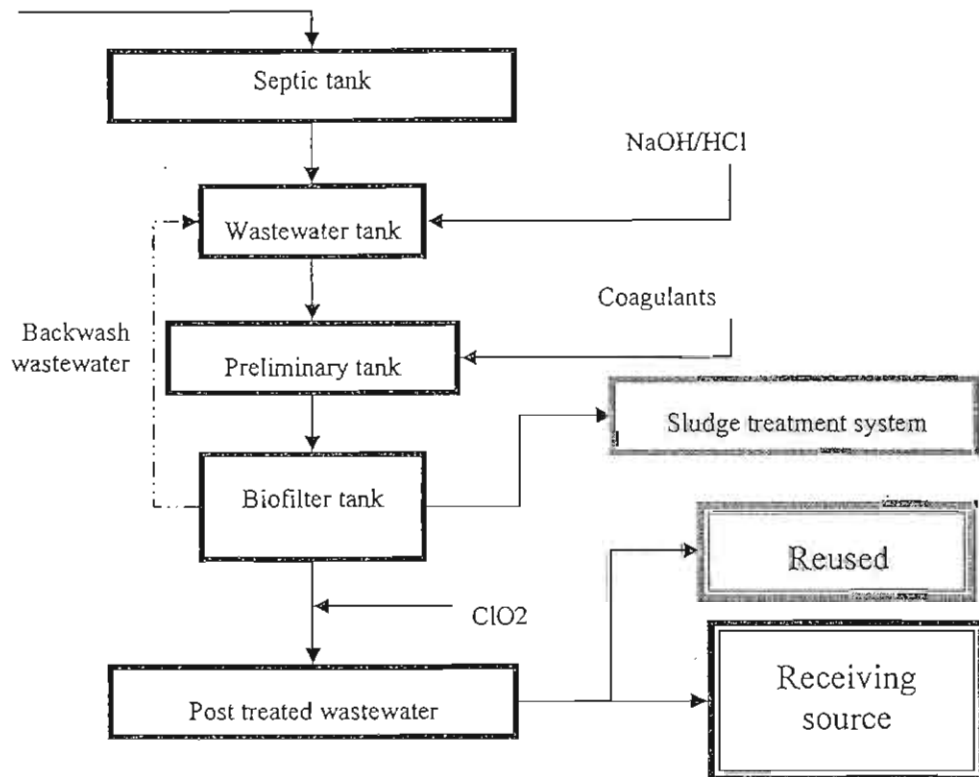 Septic tank
NaOH/HCl
Wastewater tank
Coagulants
Backwash
wastewater
Preliminary tank
Sludge treatment system
Biofilter tank
Reused
ClO2
Post treated wastewater
Receiving
source